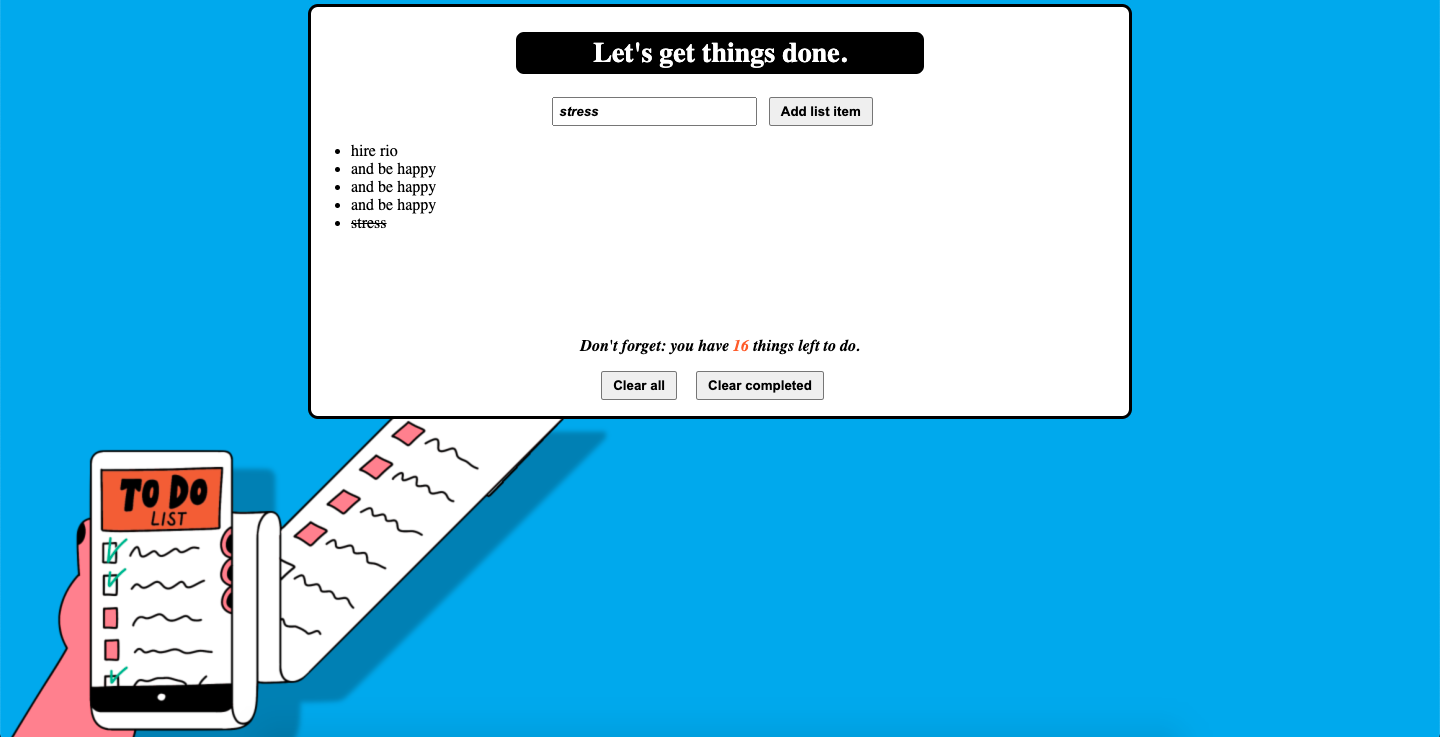 Let's get things done.
stress Add list item
hire rio
and be happy
and be happy
and be happy
stress
Don't forget: you have 16 things left to do.
Clear all Clear completed
TO DO
LIST